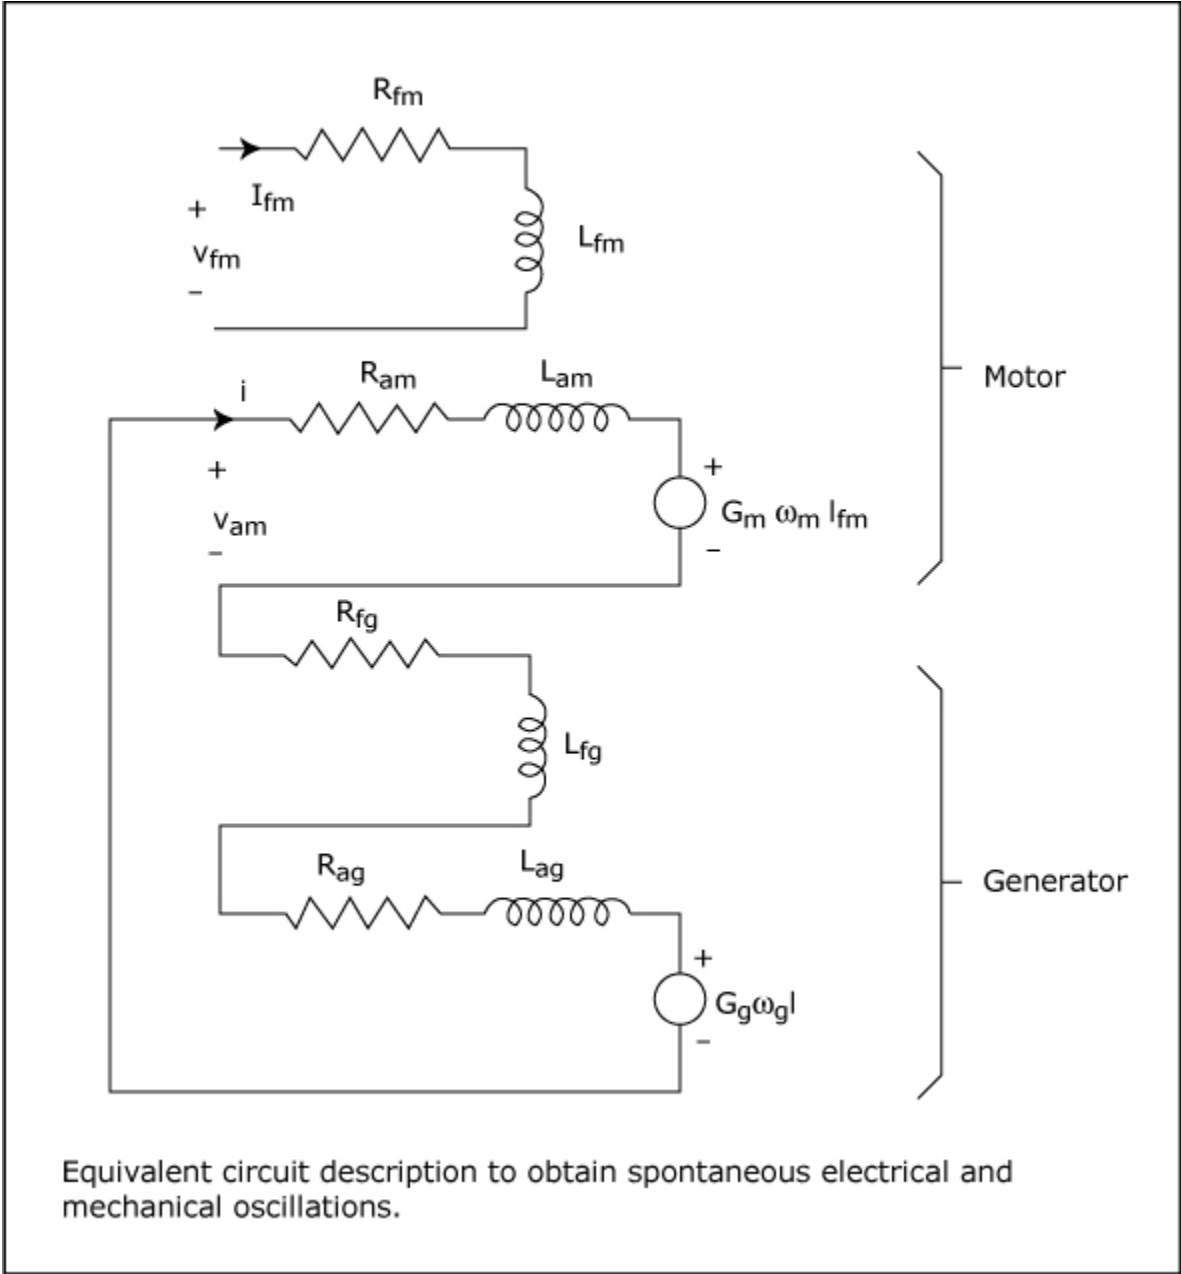 Rfm
Ifm
+
vfm
–
Lfm
Motor
i
Ram
Lam
+
vam
–
+
Gm ωm Ifm
–
Rfg
Lfg
Generator
Rag
Lag
+
GgωgI
–
Equivalent circuit description to obtain spontaneous electrical and
mechanical oscillations.